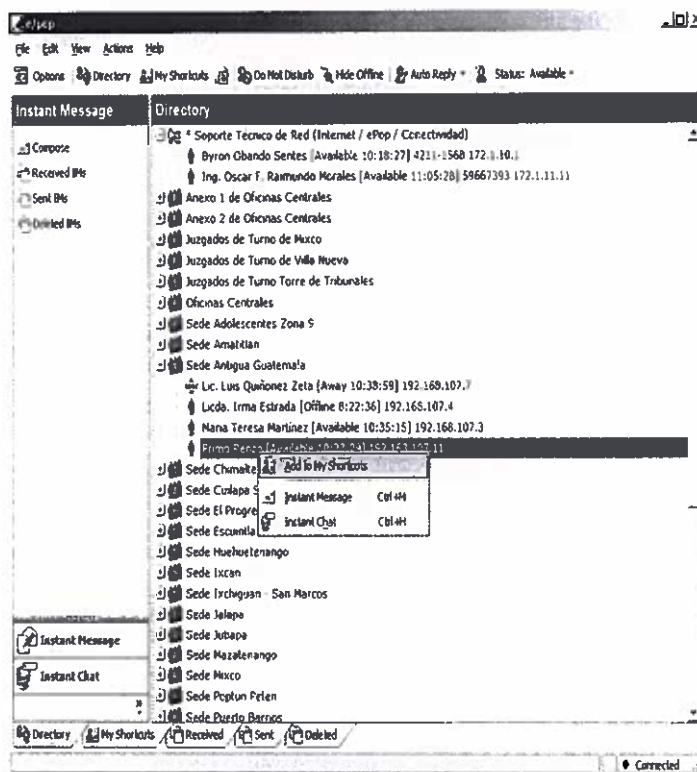 e/pop
File Edit View Actions Help
Options Directory My Shortcuts Do Not Disturb Hide Offline Auto Reply Status: Available
Instant Message
Compose
Received IMs
Sent IMs
Deleted IMs
Directory
* Soporte Tecnico de Red (Internet / ePop / Conectividad)
Byron Obando Sentes [Available 10:18:27] 4211-1568 172.1.10.
Ing. Oscar F. Raimundo Morales [Available 11:05:28] 59667393 172.1.11.11
Anexo 1 de Oficinas Centrales
Anexo 2 de Oficinas Centrales
Juzgados de Turno de Mixco
Juzgados de Turno de Villa Nueva
Juzgados de Turno Torre de Tribunales
Oficinas Centrales
Sede Adolescentes Zona 9
Sede Amatitlan
Sede Antigua Guatemala
Lic. Luis Quiñonez Zeta [Away 10:38:59] 192.168.107.7
Licda. Irma Estrada [Offline 8:22:36] 192.168.107.4
Maria Teresa Martinez [Available 10:35:15] 192.168.107.3
Primo [Available
Add to My Shortcuts
Instant Message Ctrl+M
Instant Chat Ctrl+H
Sede Chimalte
Sede Cuilapa S
Sede El Progre
Sede Escuintla
Sede Huehuetenango
Sede Ixcan
Sede Ixchiguan - San Marcos
Sede Jalapa
Sede Jutiapa
Sede Mazatenango
Sede Mixco
Sede Poptun Peten
Sede Puerto Barrios
Instant Message
Instant Chat
Directory My Shortcuts Received Sent Deleted
Connected